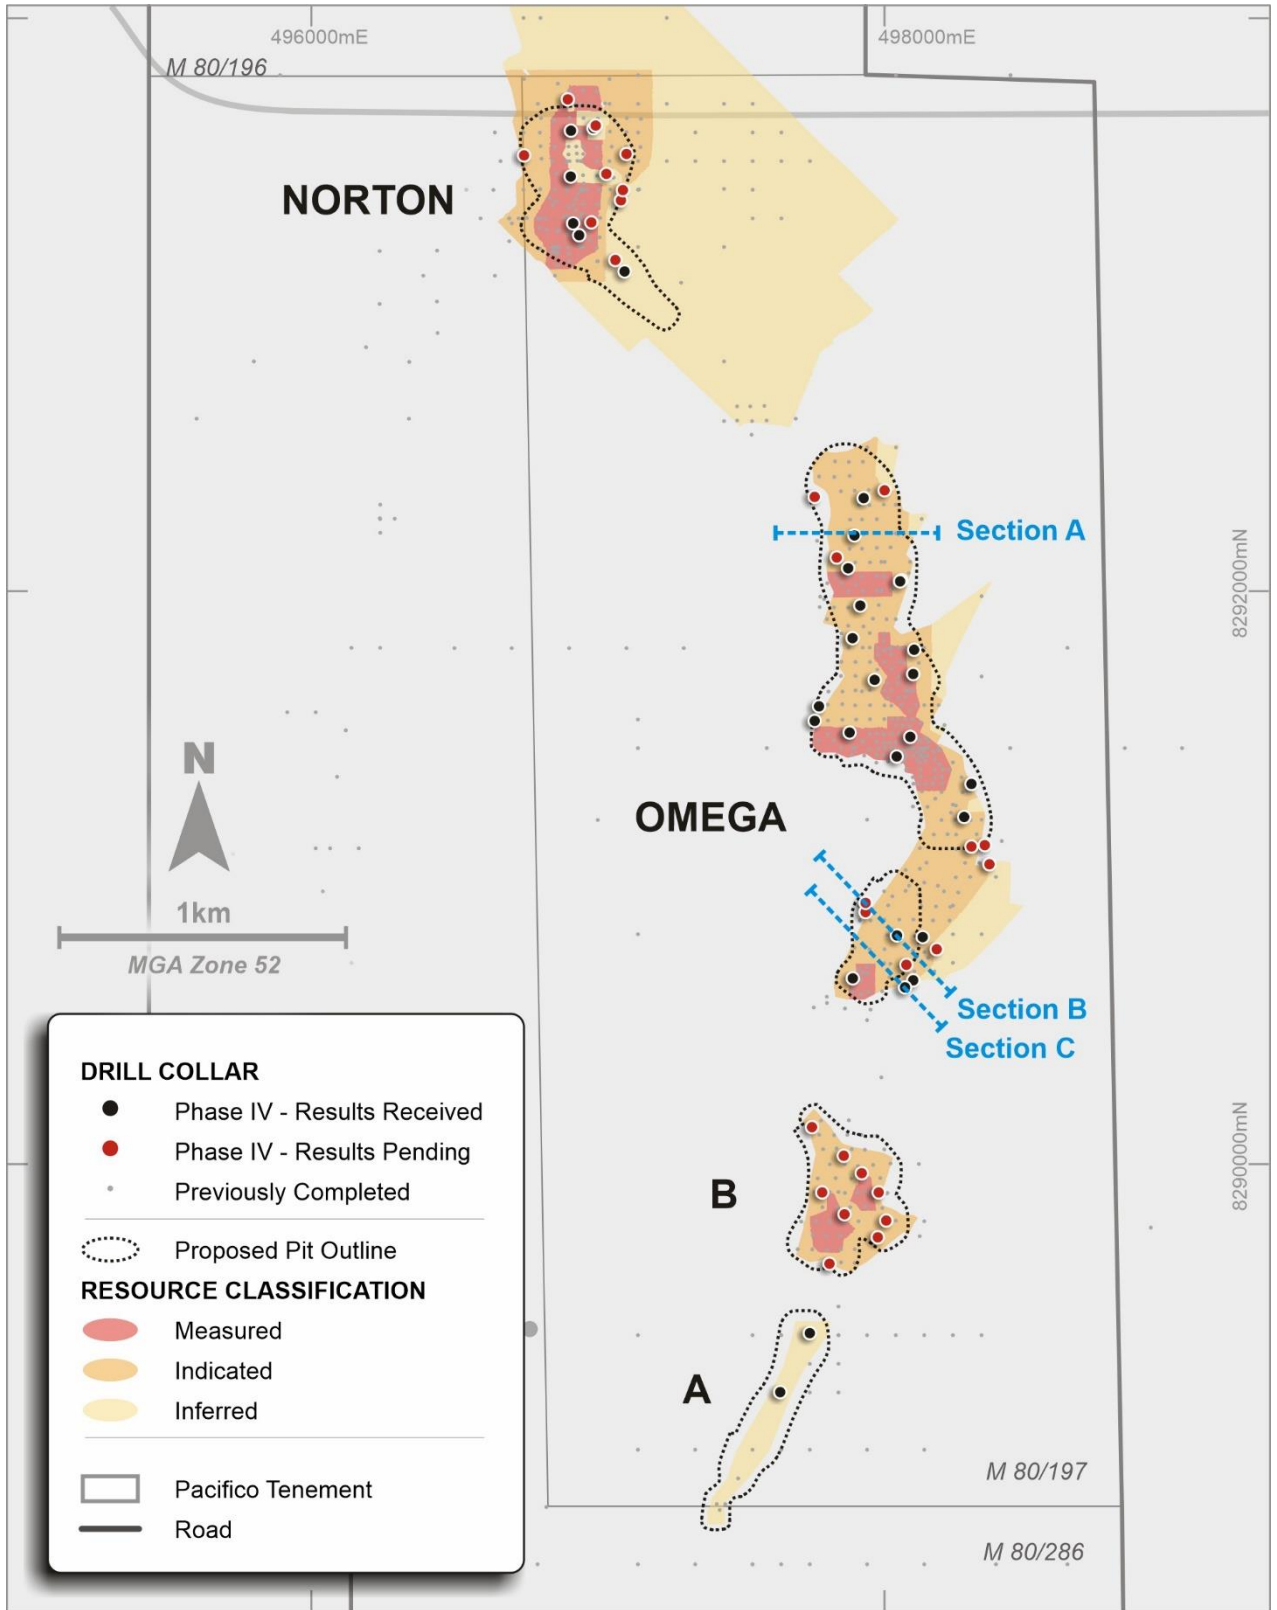 496000mE
498000mE
M 80/196
NORTON
Section A
8292000mN
N
OMEGA
1km
MGA Zone 52
Section B
Section C
DRILL COLLAR
Phase IV - Results Received
Phase IV - Results Pending
Previously Completed
Proposed Pit Outline
RESOURCE CLASSIFICATION
Measured
Indicated
Inferred
Pacifico Tenement
Road
B
8290000mN
A
M 80/197
M 80/286